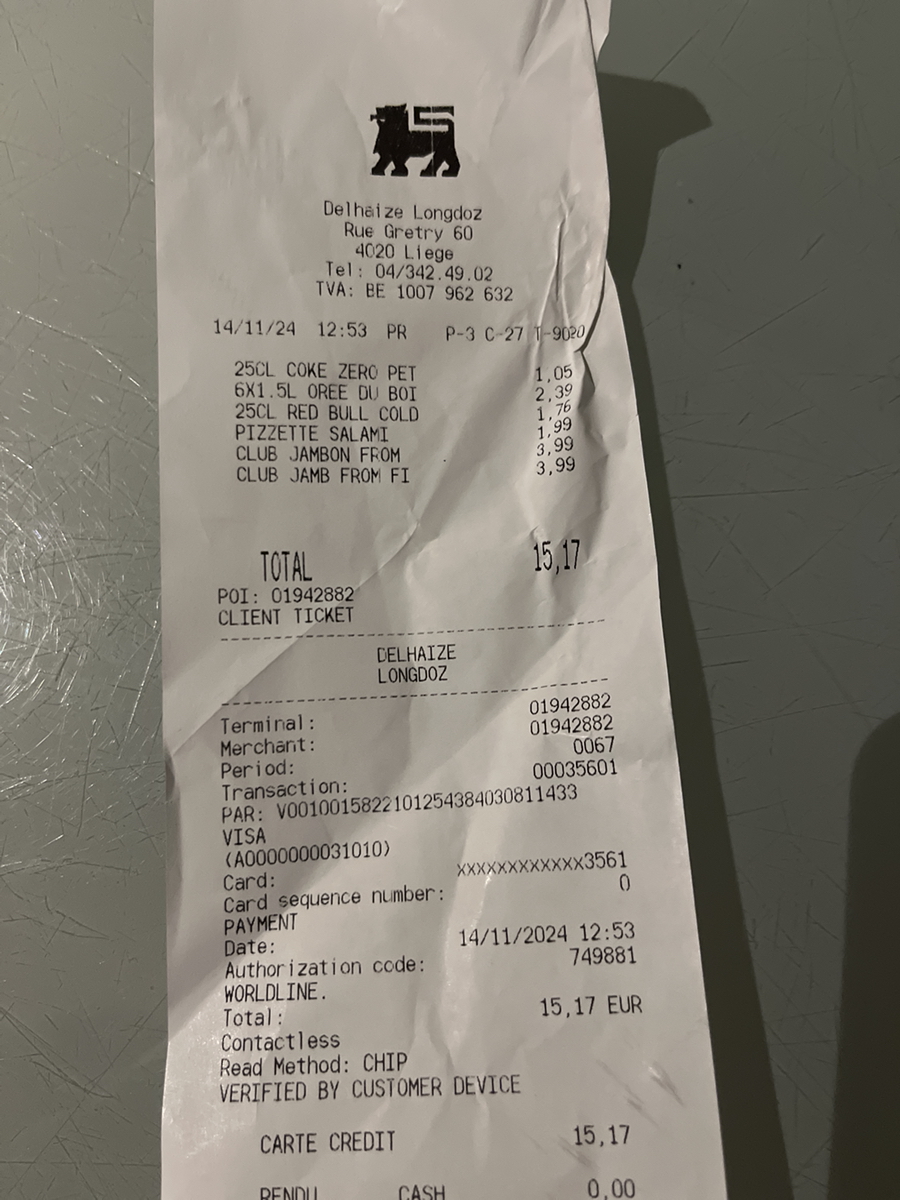 Delhaize Longdoz
Rue Gretry 60
4020 Liege
Tel: 04/342.49.02
TVA: BE 1007 962 632
14/11/24 12:53 PR P-3 C-27 T-9020
25CL COKE ZERO PET 1,05
6X1.5L OREE DU BOI 2,39
25CL RED BULL COLD 1,76
PIZZETTE SALAMI 1,99
CLUB JAMBON FROM 3,99
CLUB JAMB FROM FI 3,99
TOTAL 15,17
POI: 01942882
CLIENT TICKET
DELHAIZE
LONGDOZ
Terminal: 01942882
Merchant: 01942882
Period: 0067
Transaction: 00035601
PAR: V0010015822101254384030811433
VISA
(A0000000031010)
Card: xxxxxxxxxxxx3561
Card sequence number: 0
PAYMENT
Date: 14/11/2024 12:53
Authorization code: 749881
WORLDLINE.
Total: 15,17 EUR
Contactless
Read Method: CHIP
VERIFIED BY CUSTOMER DEVICE
CARTE CREDIT 15,17
RENDU CASH 0,00